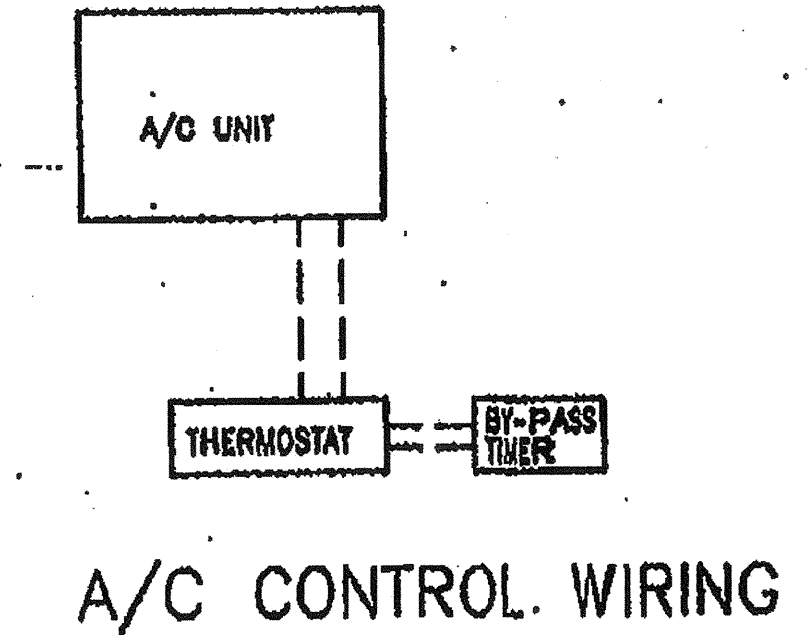 A/C UNIT
THERMOSTAT
BY-PASS
TIMER
A/C CONTROL. WIRING